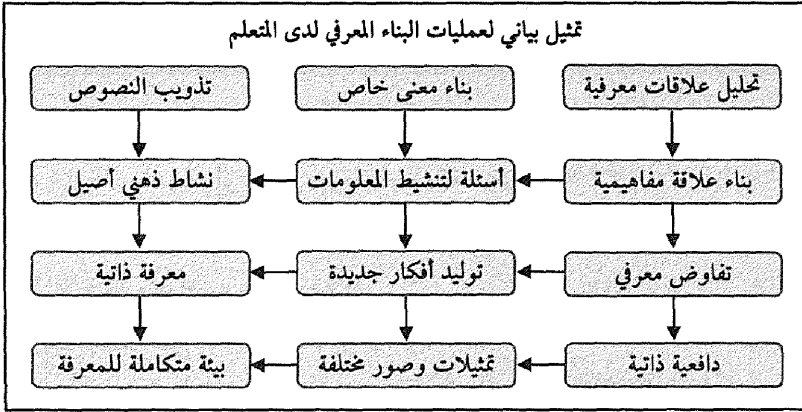 تمثيل بياني لعمليات البناء المعرفي لدى المتعلم
تحليل علاقات معرفية
بناء معنى خاص
تذويب النصوص
بناء علاقة مفاهيمية
أسئلة لتنشيط المعلومات
نشاط ذهني أصيل
تفاوض معرفي
توليد أفكار جديدة
معرفة ذاتية
دافعية ذاتية
تمثيلات وصور مختلفة
بيئة متكاملة للمعرفة